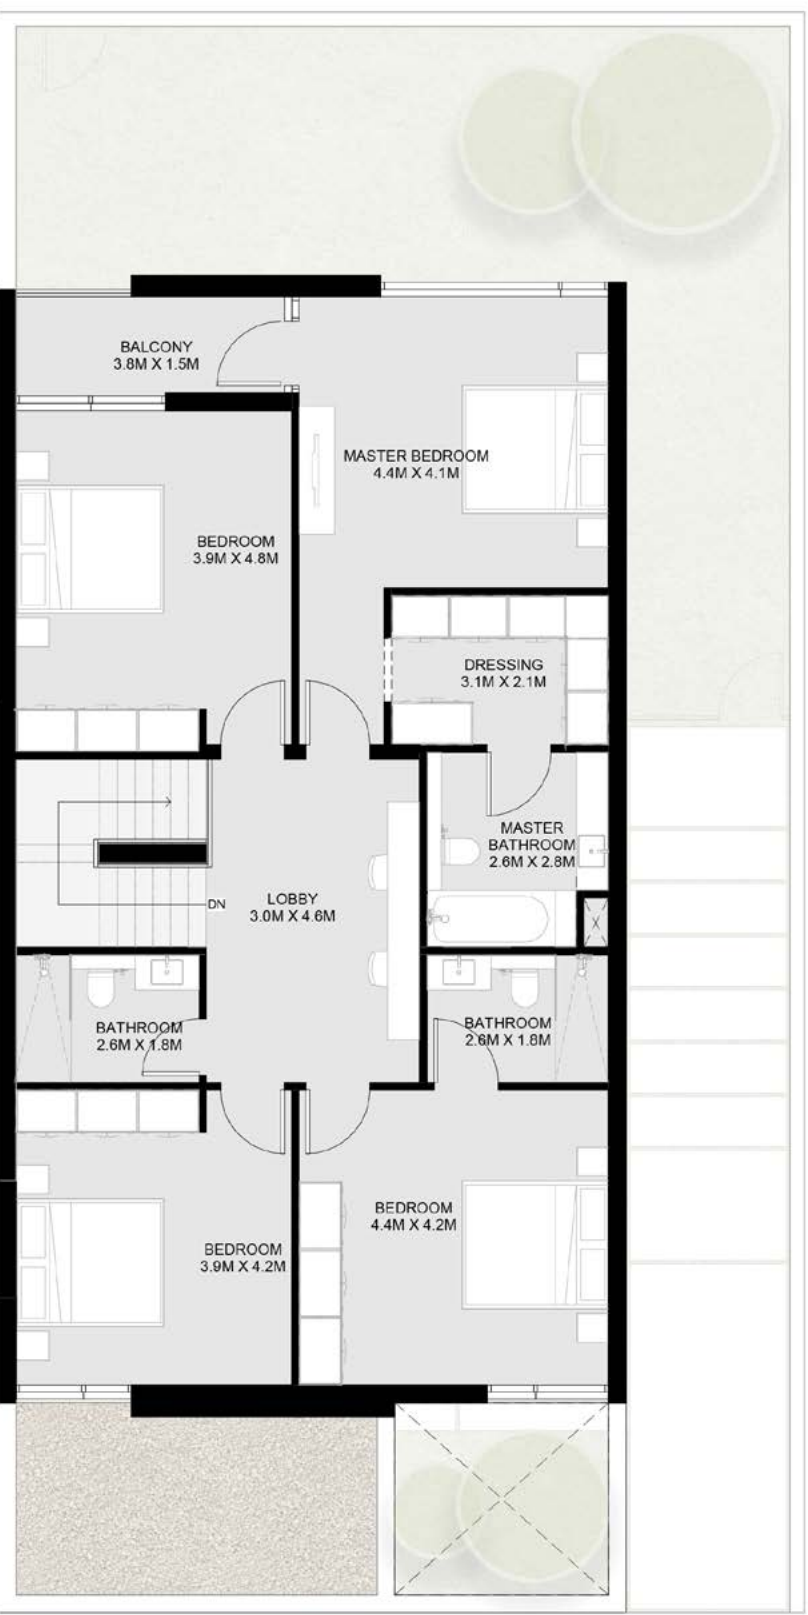 BALCONY
3.8M X 1.5M
MASTER BEDROOM
4.4M X 4.1M
BEDROOM
3.9M X 4.8M
DRESSING
3.1M X 2.1M
MASTER
BATHROOM
2.6M X 2.8M
LOBBY
3.0M X 4.6M
DN
BATHROOM
2.6M X 1.8M
BATHROOM
2.6M X 1.8M
BEDROOM
4.4M X 4.2M
BEDROOM
3.9M X 4.2M